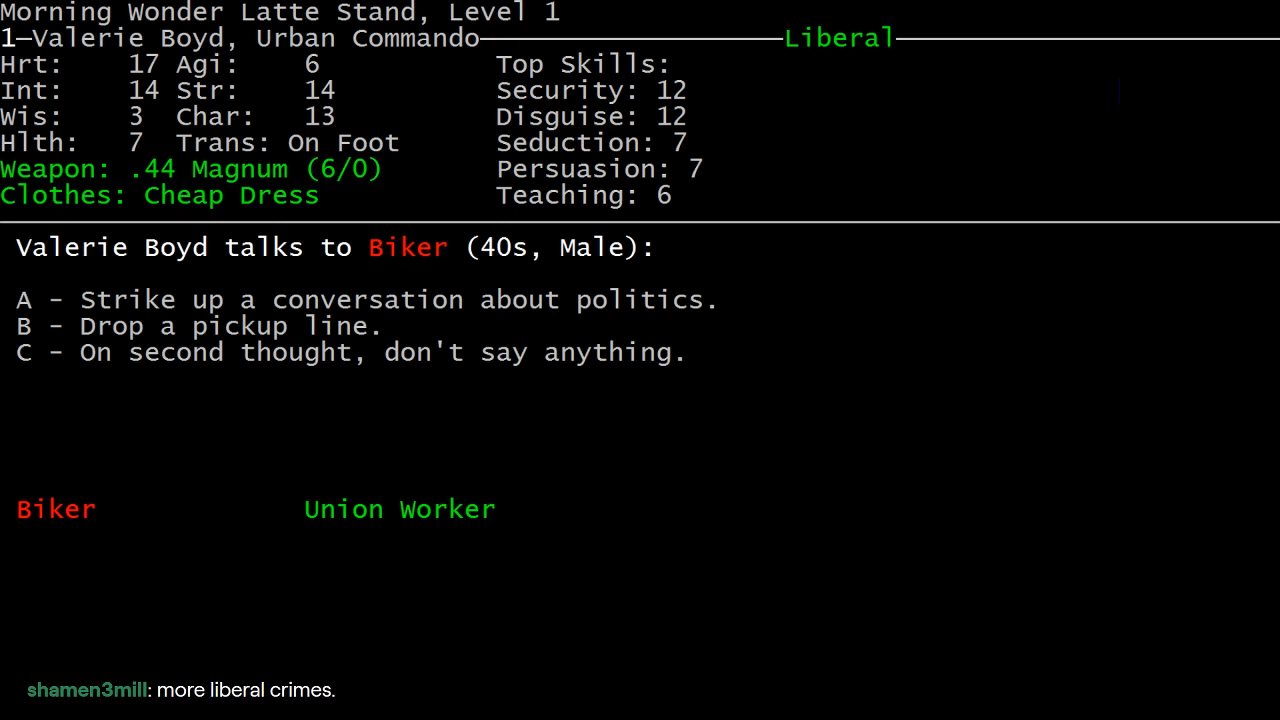 Morning Wonder Latte Stand, Level 1
1—Valerie Boyd, Urban Commando Liberal
Hrt: 17 Agi: 6 Top Skills:
Int: 14 Str: 14 Security: 12
Wis: 3 Char: 13 Disguise: 12
Hlth: 7 Trans: On Foot Seduction: 7
Weapon: .44 Magnum (6/0) Persuasion: 7
Clothes: Cheap Dress Teaching: 6
Valerie Boyd talks to Biker (40s, Male):
A - Strike up a conversation about politics.
B - Drop a pickup line.
C - On second thought, don't say anything.
Biker Union Worker
shamen3mill: more liberal crimes.